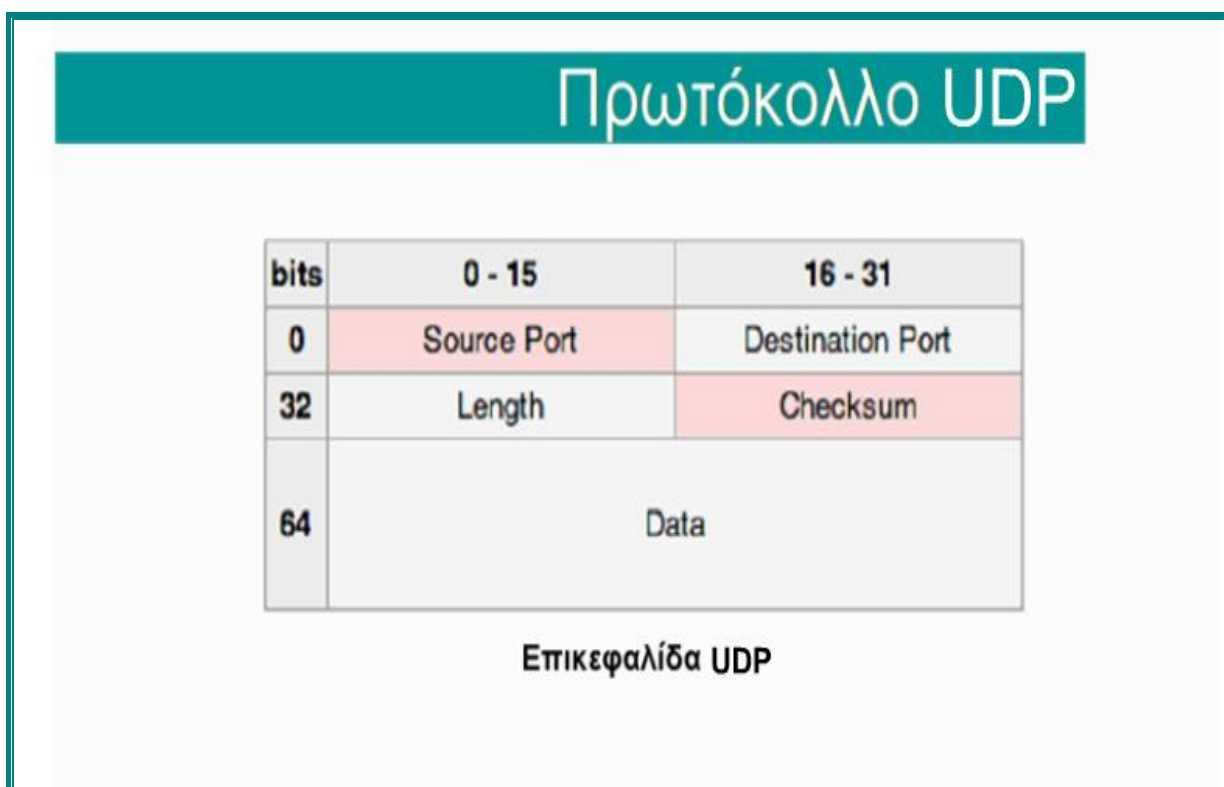 Πρωτόκολλο UDP
bits 0 - 15 16 - 31
0 Source Port Destination Port
32 Length Checksum
64 Data
Επικεφαλίδα UDP